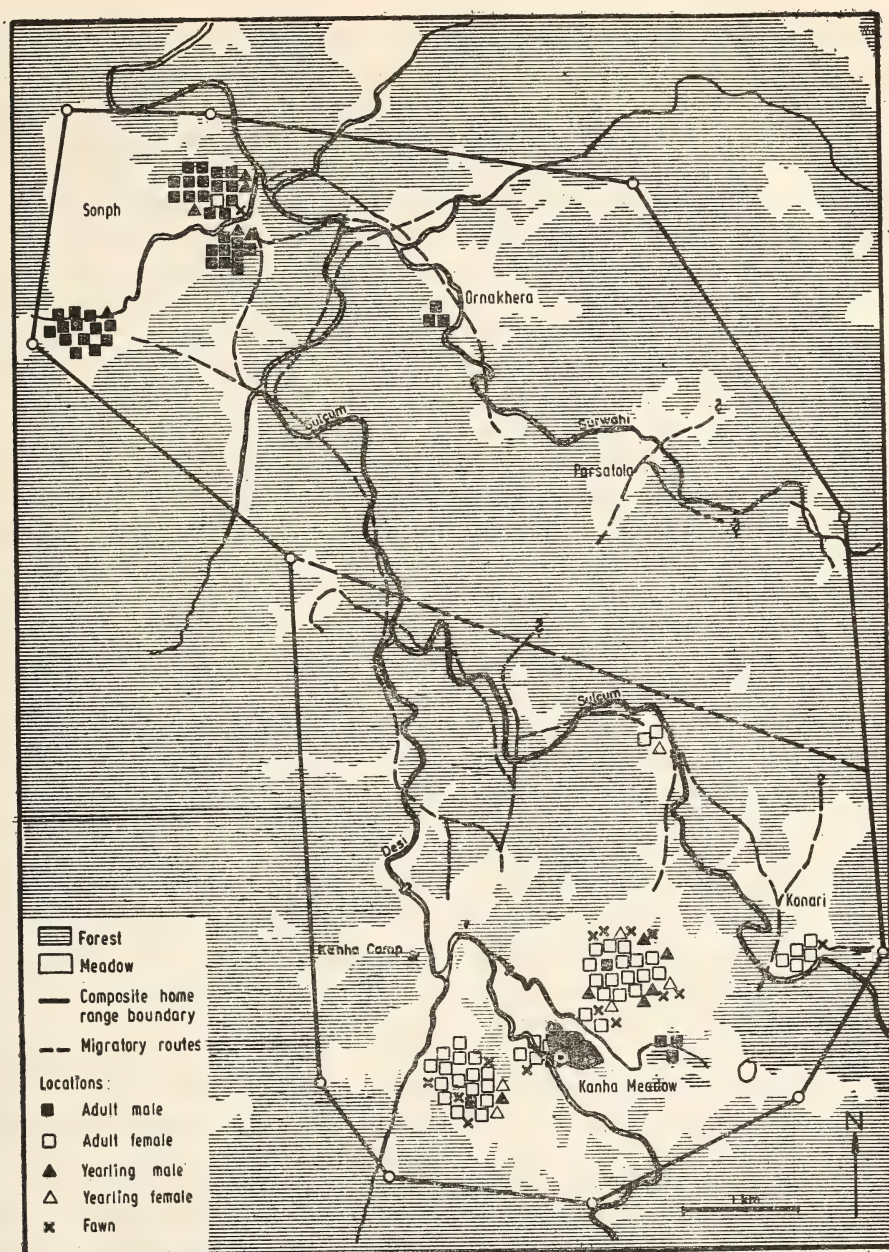 Sonph
Ornakhera
Sulcum
Surwahi
?
Parsatola
?
?
Sulcum
?
Desi
Konari
Kanha Camp
Kanha Meadow
Forest
Meadow
Composite home
range boundary
Migratory routes
Locations:
Adult male
Adult female
Yearling male
Yearling female
Fawn
N
1 km